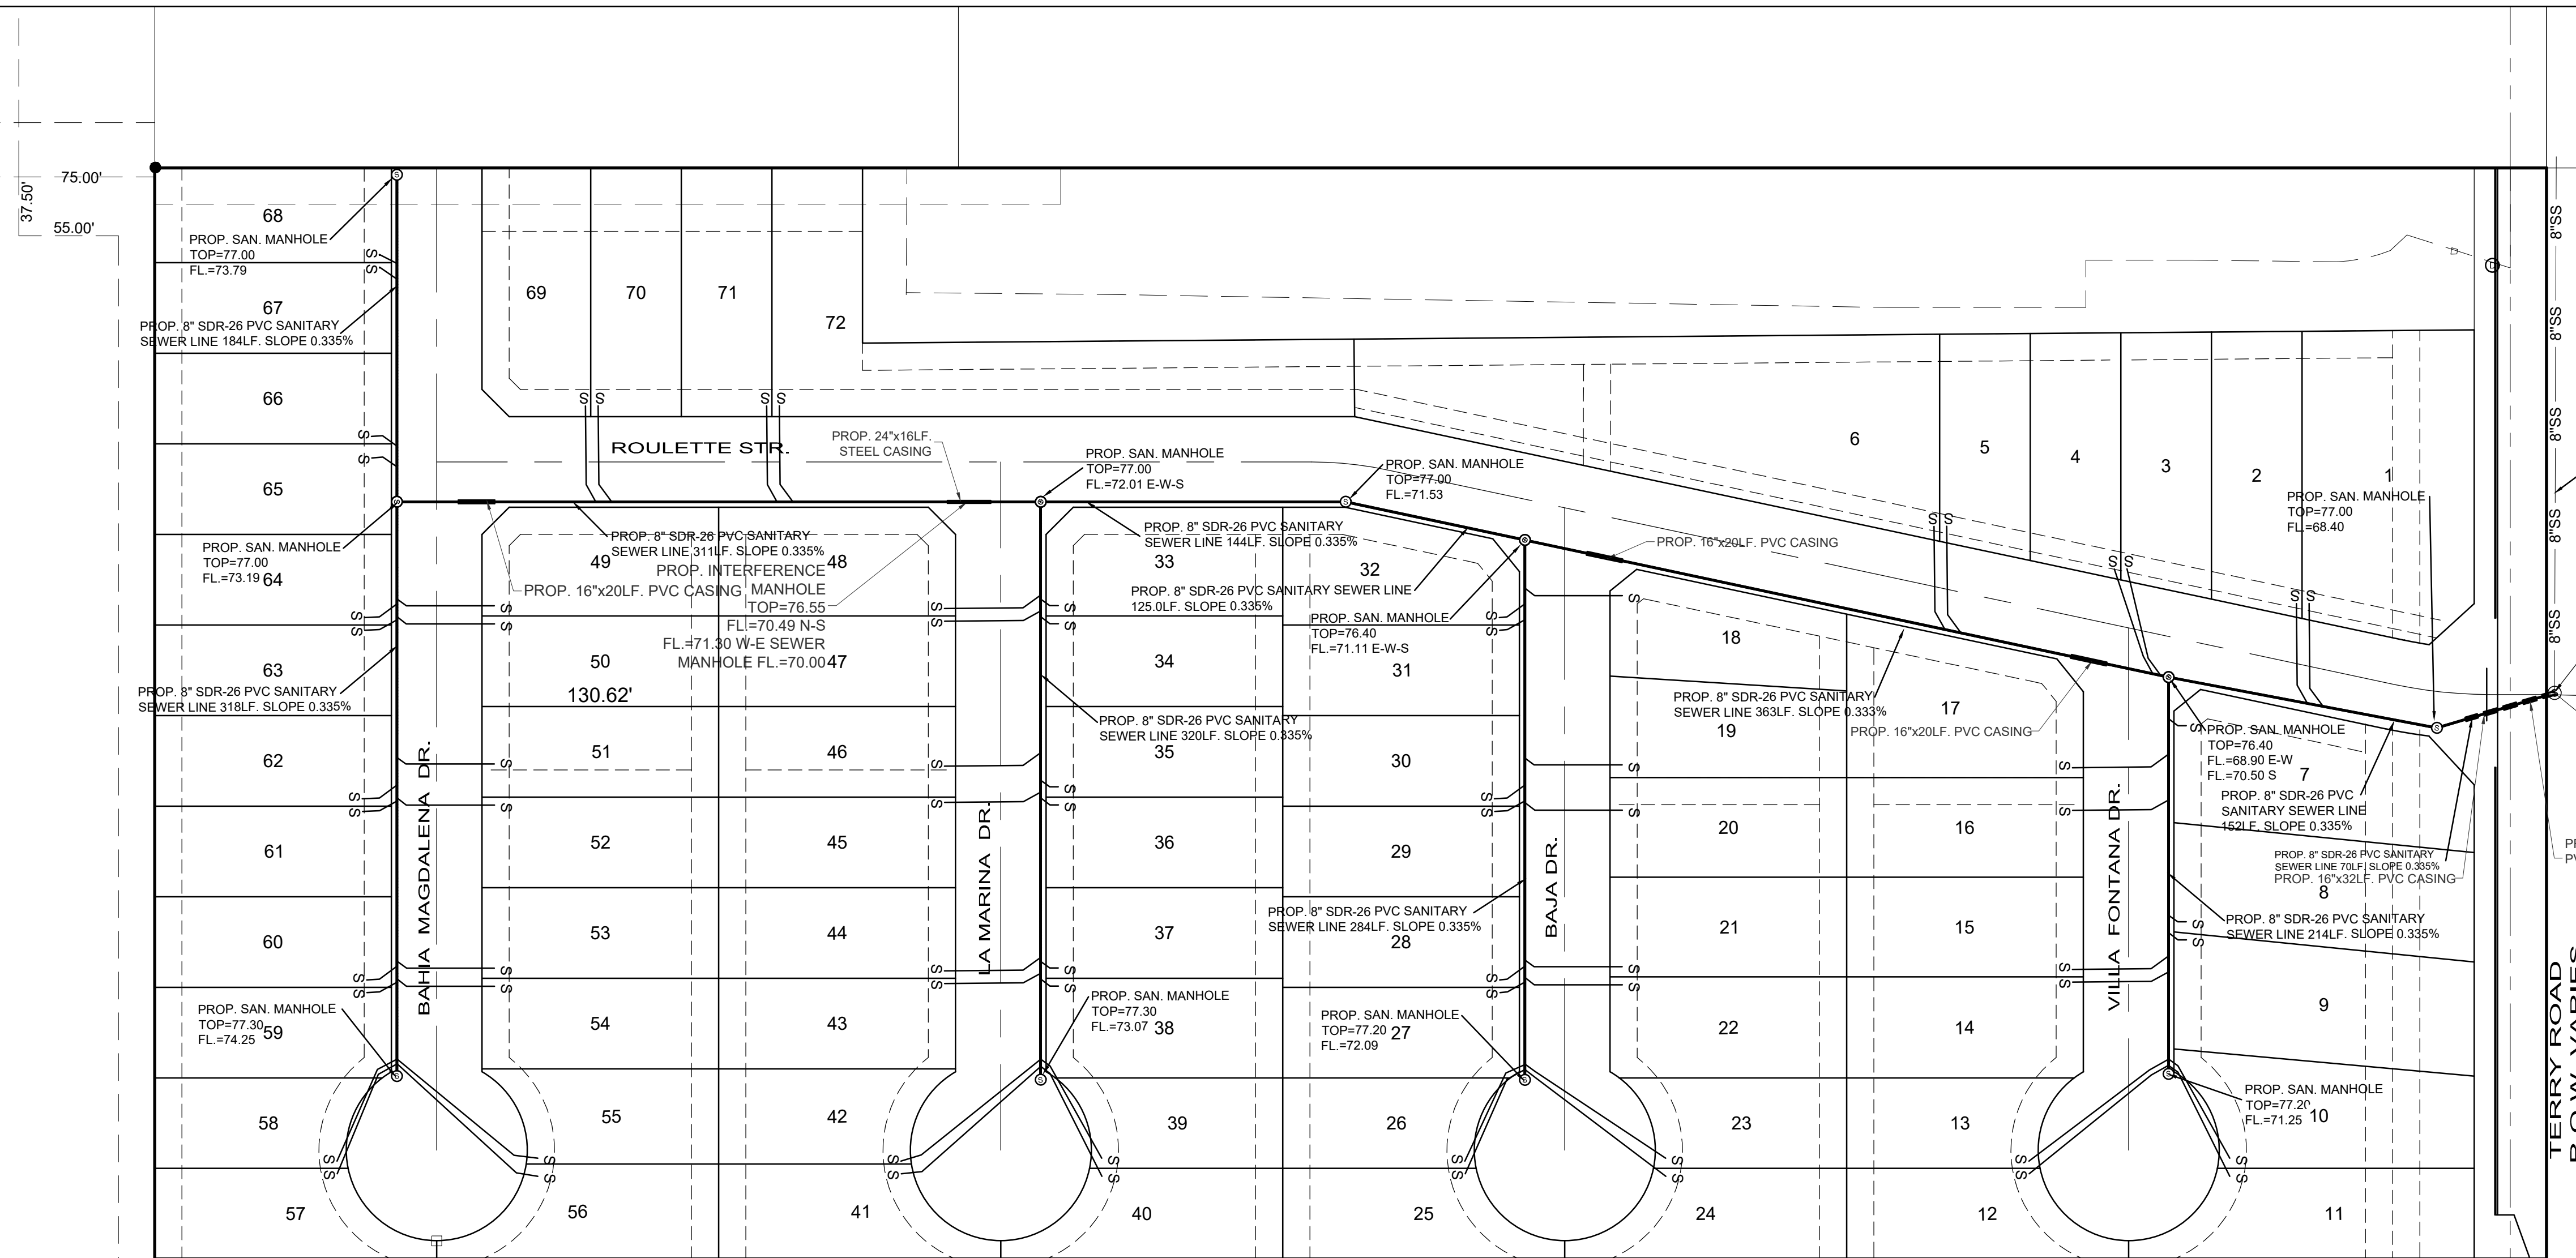 75.00'
37.50'
55.00'
68
PROP. SAN. MANHOLE
TOP=77.00
FL.=73.79
67
PROP. 8" SDR-26 PVC SANITARY
SEWER LINE 184LF. SLOPE 0.335%
66
65
PROP. SAN. MANHOLE
TOP=77.00
FL.=73.19
64
63
PROP. 8" SDR-26 PVC SANITARY
SEWER LINE 318LF. SLOPE 0.335%
62
61
60
PROP. SAN. MANHOLE
TOP=77.30
FL.=74.25
59
58
57
BAHIA MAGDALENA DR.
69
70
71
72
ROULETTE STR.
PROP. 24"x16LF.
STEEL CASING
PROP. 8" SDR-26 PVC SANITARY
SEWER LINE 311LF. SLOPE 0.335%
49
48
PROP. 16"x20LF. PVC CASING
PROP. INTERFERENCE
MANHOLE
TOP=76.55
FL.=70.49 N-S
FL.=71.30 W-E SEWER
MANHOLE FL.=70.00
50
47
130.62'
51
46
52
45
53
44
54
43
55
42
56
41
LA MARINA DR.
PROP. SAN. MANHOLE
TOP=77.00
FL.=72.01 E-W-S
PROP. SAN. MANHOLE
TOP=77.00
FL.=71.53
PROP. 8" SDR-26 PVC SANITARY
SEWER LINE 144LF. SLOPE 0.335%
33
32
PROP. 8" SDR-26 PVC SANITARY SEWER LINE
125.0LF. SLOPE 0.335%
PROP. SAN. MANHOLE
TOP=76.40
FL.=71.11 E-W-S
34
31
PROP. 8" SDR-26 PVC SANITARY
SEWER LINE 320LF. SLOPE 0.335%
35
30
36
29
PROP. 8" SDR-26 PVC SANITARY
SEWER LINE 284LF. SLOPE 0.335%
37
28
PROP. SAN. MANHOLE
TOP=77.30
FL.=73.07
38
PROP. SAN. MANHOLE
TOP=77.20
FL.=72.09
27
39
26
40
25
BAJA DR.
PROP. 16"x20LF. PVC CASING
6
5
4
3
2
1
PROP. SAN. MANHOLE
TOP=77.00
FL.=68.40
18
17
PROP. 8" SDR-26 PVC SANITARY
SEWER LINE 363LF. SLOPE 0.333%
PROP. 16"x20LF. PVC CASING
19
20
16
21
15
22
14
23
13
24
12
VILLA FONTANA DR.
PROP. SAN. MANHOLE
TOP=76.40
FL.=68.90 E-W
FL.=70.50 S
7
PROP. 8" SDR-26 PVC
SANITARY SEWER LINE
152LF. SLOPE 0.335%
PROP. 8" SDR-26 PVC SANITARY
SEWER LINE 70LF. SLOPE 0.335%
PROP. 16"x32LF. PVC CASING
8
PROP. 8" SDR-26 PVC SANITARY
SEWER LINE 214LF. SLOPE 0.335%
9
PROP. SAN. MANHOLE
TOP=77.20
FL.=71.25
10
11
8"SS
8"SS
8"SS
8"SS
8"SS
TERRY ROAD
R.O.W VARIES